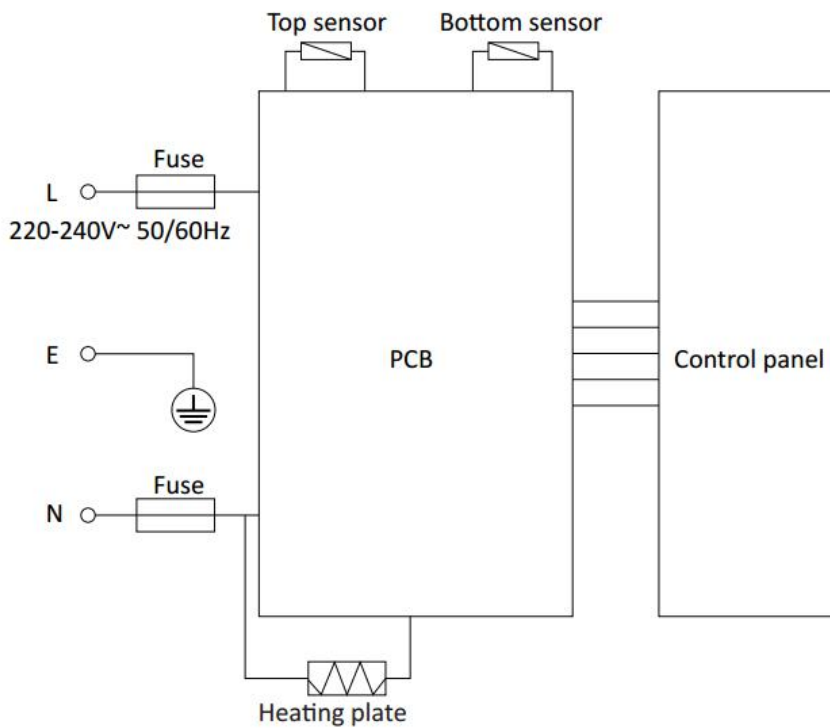 Top sensor
Bottom sensor
Fuse
L
220-240V~ 50/60Hz
E
PCB
Control panel
Fuse
N
Heating plate